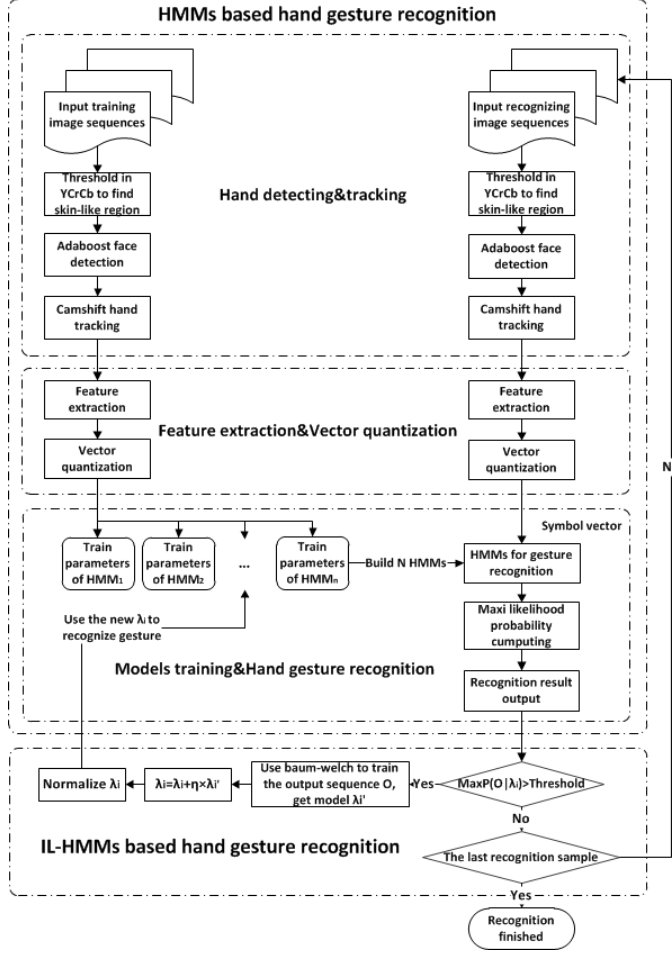 HMMs based hand gesture recognition
Input training
image sequences
Input recognizing
image sequences
Threshold in
YCrCb to find
skin-like region
Threshold in
YCrCb to find
skin-like region
Hand detecting&tracking
Adaboost face
detection
Adaboost face
detection
Camshift hand
tracking
Camshift hand
tracking
Feature
extraction
Feature
extraction
Feature extraction&Vector quantization
Vector
quantization
Vector
quantization
N
Symbol vector
Train
parameters
of HMM₁
Train
parameters
of HMM₂
...
Train
parameters
of HMMₙ
Build N HMMs
HMMs for gesture
recognition
Use the new λᵢ to
recognize gesture
Maxi likelihood
probability
cumputing
Models training&Hand gesture recognition
Recognition result
output
Normalize λᵢ
λᵢ=λᵢ+η×λᵢ'
Use baum-welch to train
the output sequence O,
get model λᵢ'
Yes
MaxP(O|λᵢ)>Threshold
No
IL-HMMs based hand gesture recognition
The last recognition sample
Yes
Recognition
finished